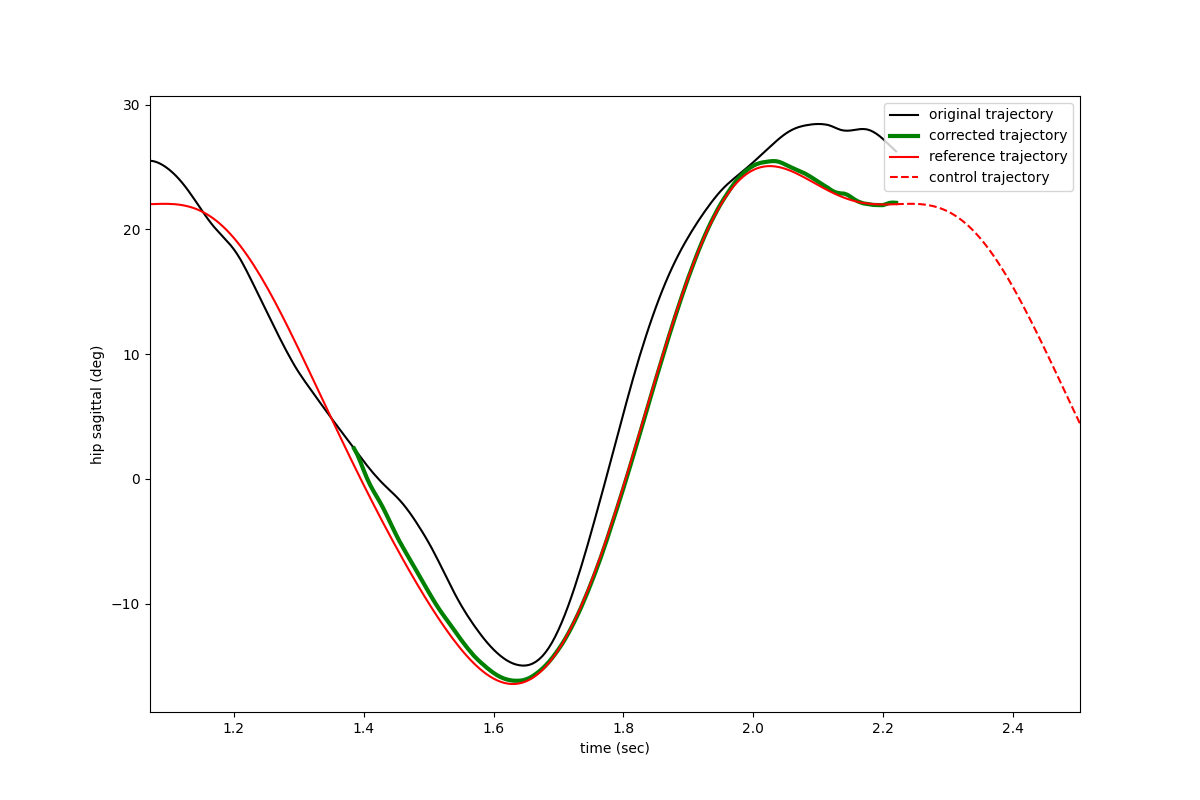 original trajectory
corrected trajectory
reference trajectory
control trajectory
30
20
10
0
−10
hip sagittal (deg)
1.2 1.4 1.6 1.8 2.0 2.2 2.4
time (sec)